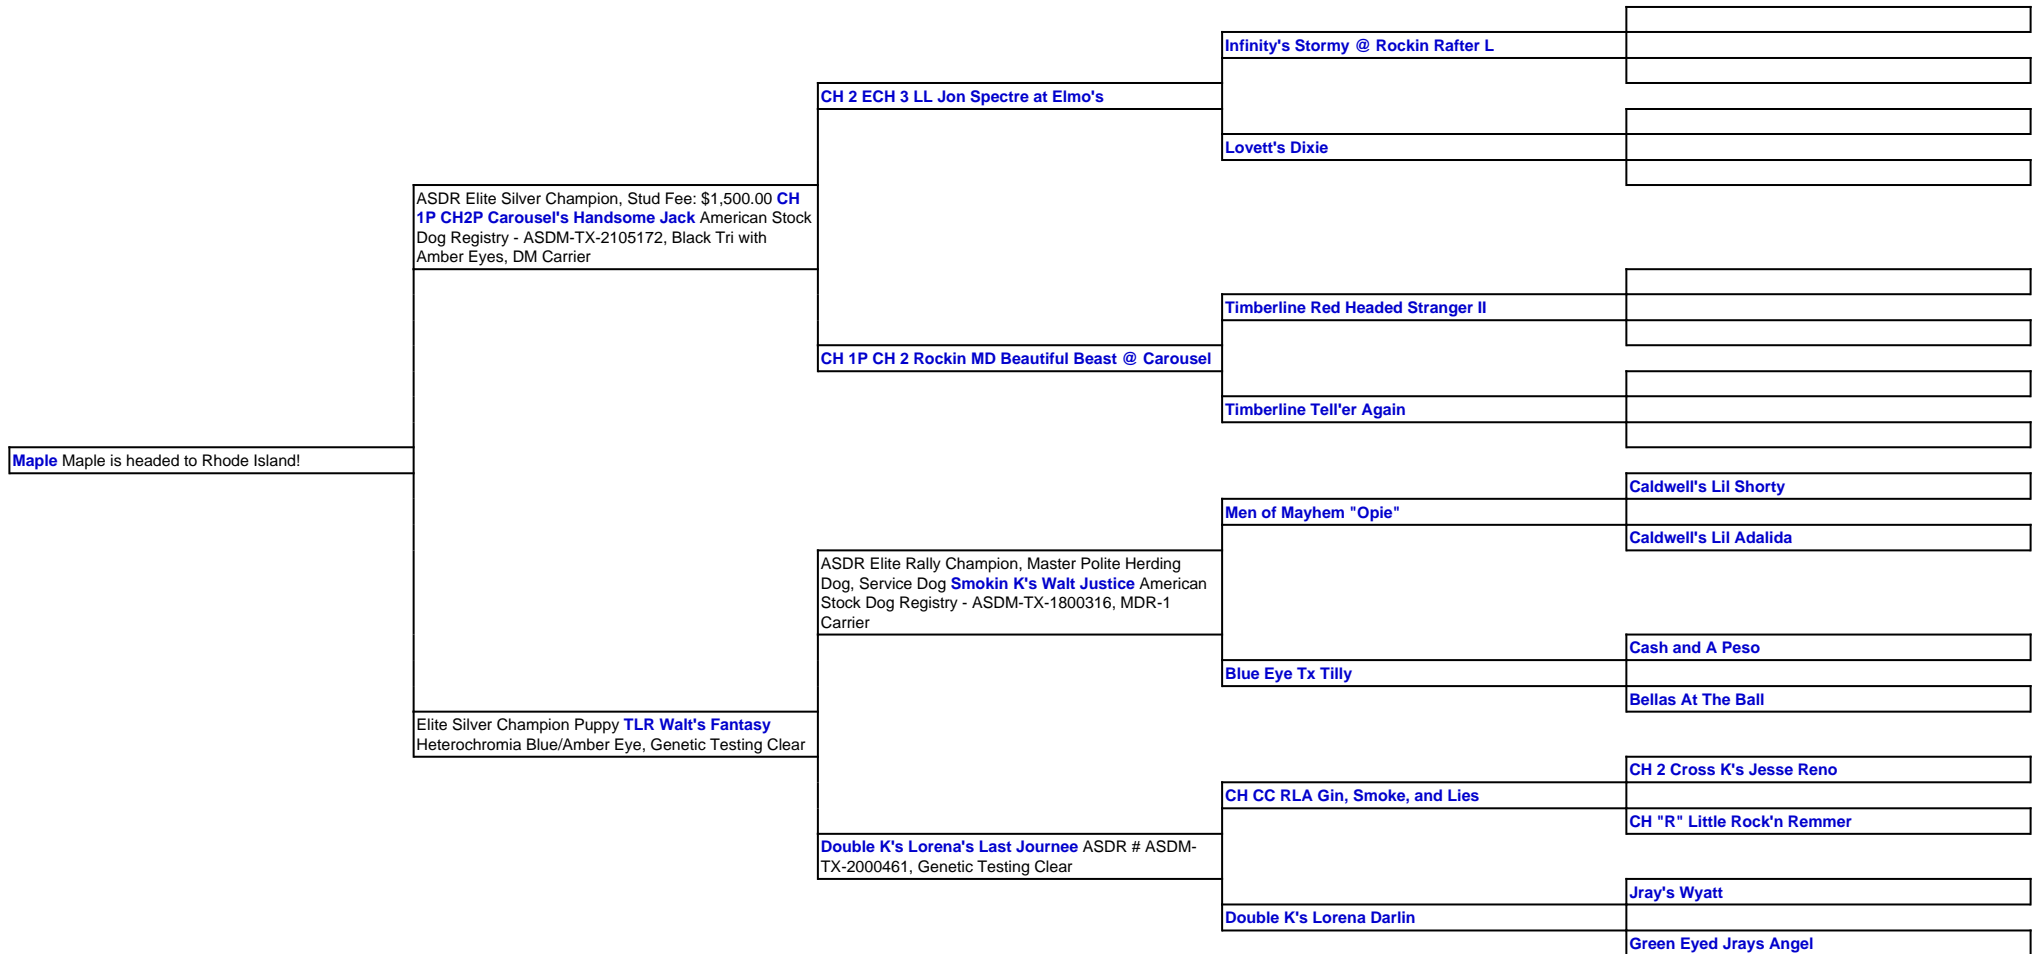 Infinity's Stormy @ Rockin Rafter L
CH 2 ECH 3 LL Jon Spectre at Elmo's
Lovett's Dixie
ASDR Elite Silver Champion, Stud Fee: $1,500.00 CH
1P CH2P Carousel's Handsome Jack American Stock
Dog Registry - ASDM-TX-2105172, Black Tri with
Amber Eyes, DM Carrier
Timberline Red Headed Stranger II
CH 1P CH 2 Rockin MD Beautiful Beast @ Carousel
Timberline Tell'er Again
Maple Maple is headed to Rhode Island!
Caldwell's Lil Shorty
Men of Mayhem "Opie"
Caldwell's Lil Adalida
ASDR Elite Rally Champion, Master Polite Herding
Dog, Service Dog Smokin K's Walt Justice American
Stock Dog Registry - ASDM-TX-1800316, MDR-1
Carrier
Cash and A Peso
Blue Eye Tx Tilly
Bellas At The Ball
Elite Silver Champion Puppy TLR Walt's Fantasy
Heterochromia Blue/Amber Eye, Genetic Testing Clear
CH 2 Cross K's Jesse Reno
CH CC RLA Gin, Smoke, and Lies
CH "R" Little Rock'n Remmer
Double K's Lorena's Last Journee ASDR # ASDM-
TX-2000461, Genetic Testing Clear
Jray's Wyatt
Double K's Lorena Darlin
Green Eyed Jrays Angel